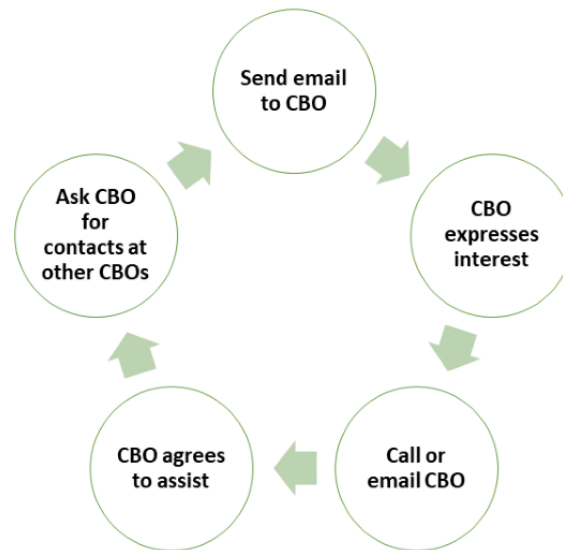 Send email
to CBO
CBO
expresses
interest
Call or
email CBO
CBO agrees
to assist
Ask CBO
for
contacts at
other CBOs